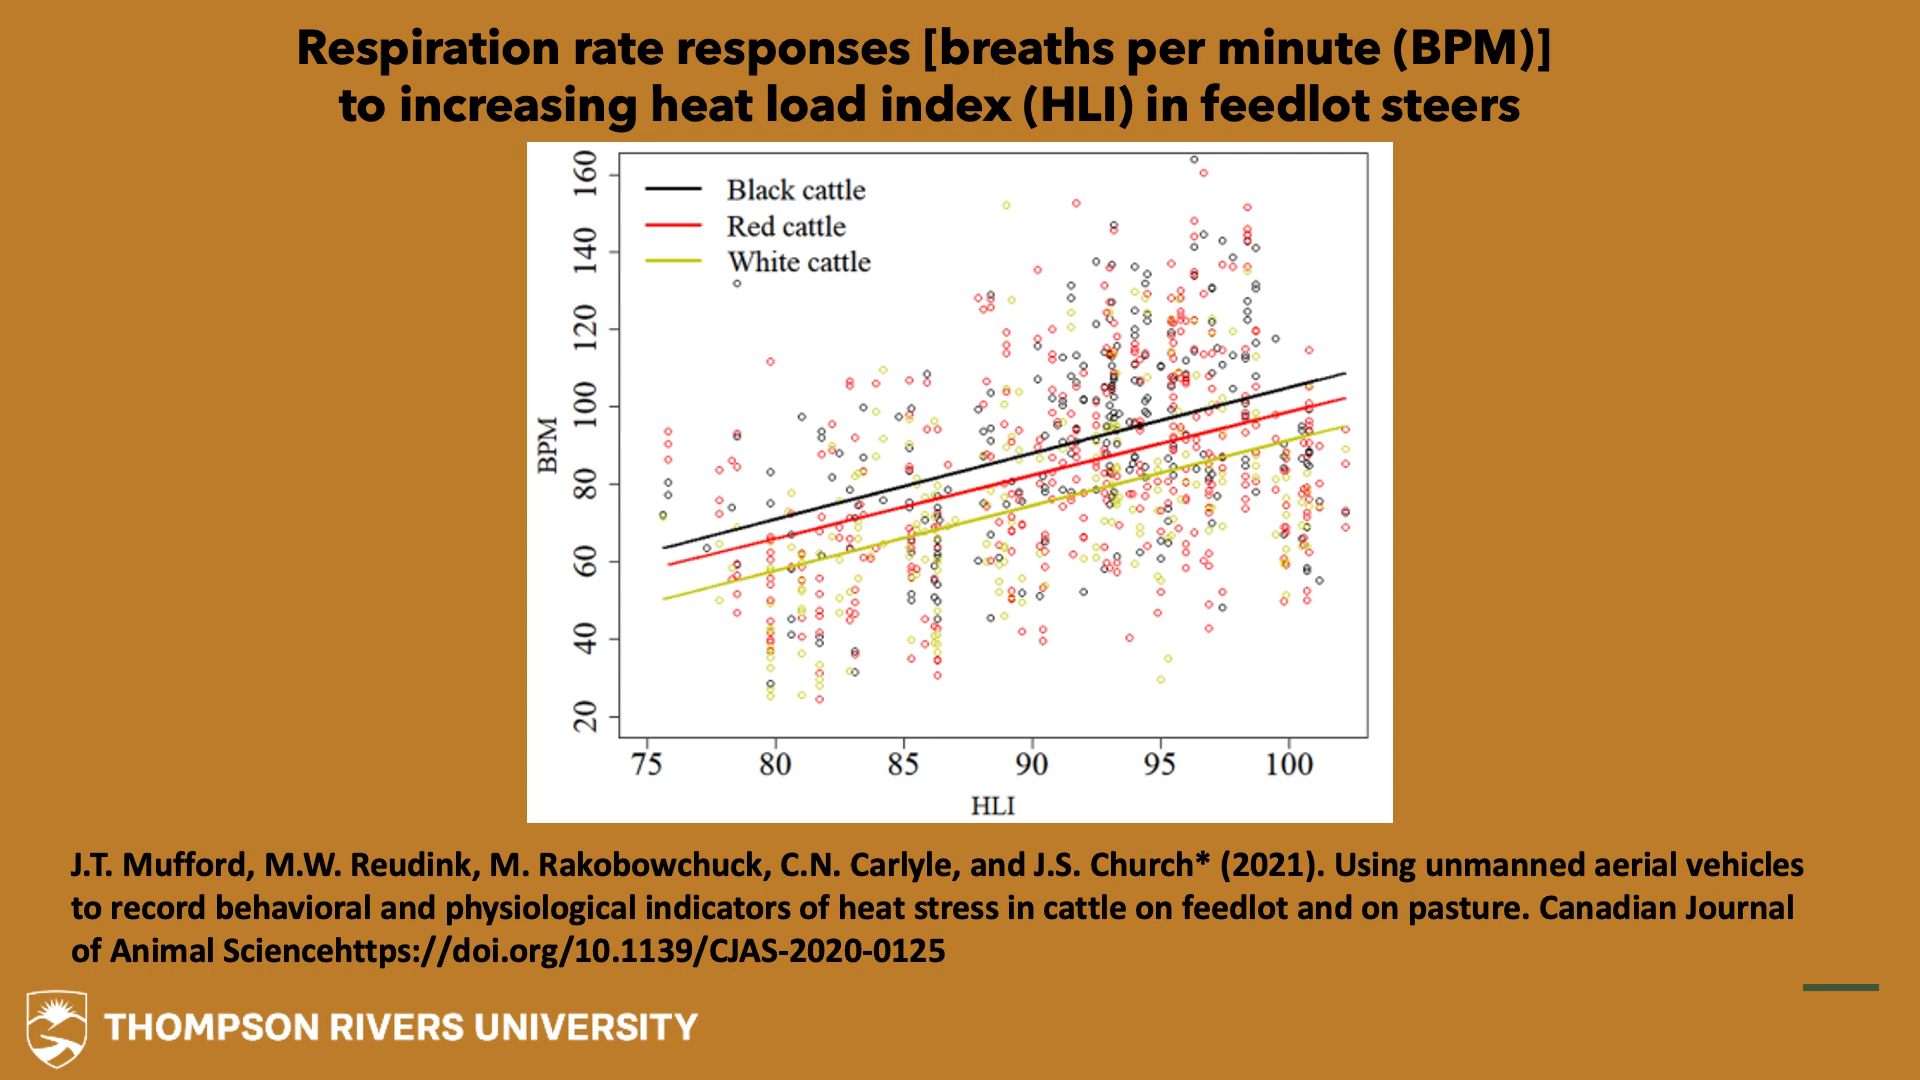 Respiration rate responses [breaths per minute (BPM)]
to increasing heat load index (HLI) in feedlot steers
160
140
120
100
80
60
40
20
BPM
Black cattle
Red cattle
White cattle
75 80 85 90 95 100
HLI
J.T. Mufford, M.W. Reudink, M. Rakobowchuck, C.N. Carlyle, and J.S. Church* (2021). Using unmanned aerial vehicles
to record behavioral and physiological indicators of heat stress in cattle on feedlot and on pasture. Canadian Journal
of Animal Sciencehttps://doi.org/10.1139/CJAS-2020-0125
THOMPSON RIVERS UNIVERSITY